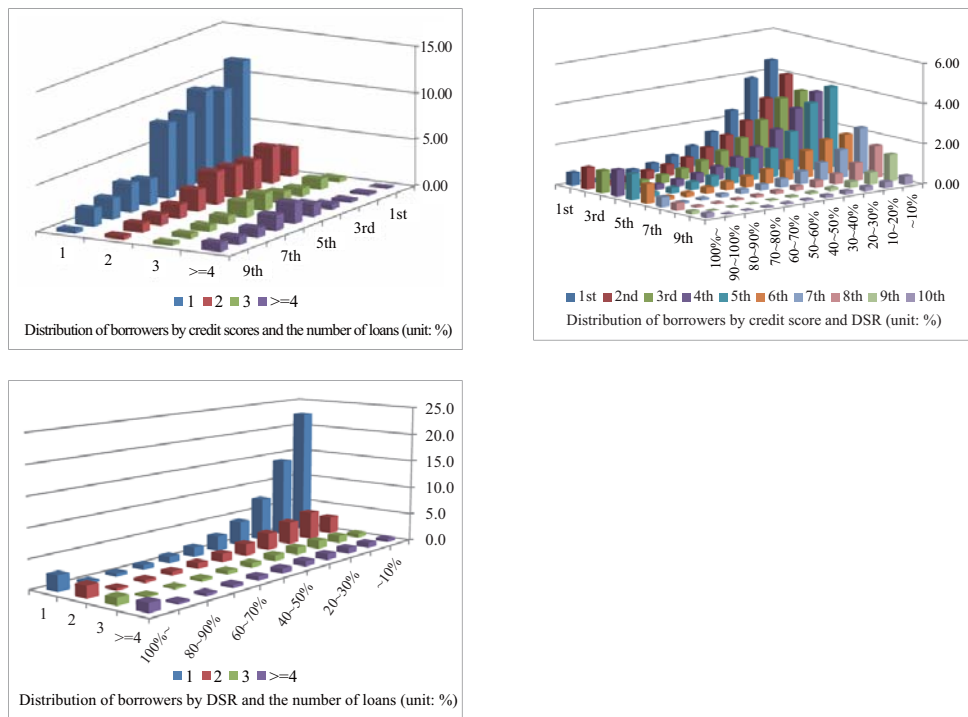 15.00
10.00
5.00
0.00
1
2
3
>=4
9th
7th
5th
3rd
1st
1 2 3 >=4
Distribution of borrowers by credit scores and the number of loans (unit: %)
6.00
4.00
2.00
0.00
1st
3rd
5th
7th
9th
100%~
90~100%
80~90%
70~80%
60~70%
50~60%
40~50%
30~40%
20~30%
10~20%
~10%
1st 2nd 3rd 4th 5th 6th 7th 8th 9th 10th
Distribution of borrowers by credit score and DSR (unit: %)
25.0
20.0
15.0
10.0
5.0
0.0
1
2
3
>=4
100%~
80~90%
60~70%
40~50%
20~30%
~10%
1 2 3 >=4
Distribution of borrowers by DSR and the number of loans (unit: %)